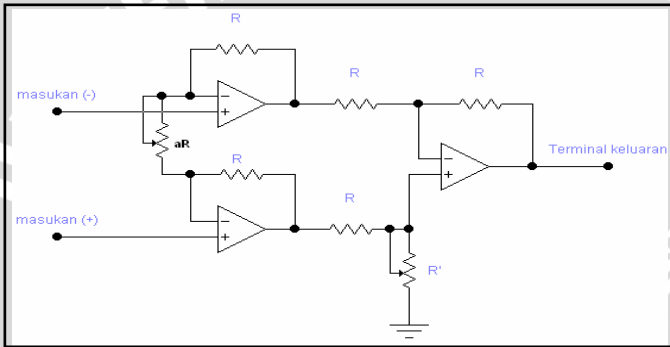 R
R
R
masukan (-)
aR
R
Terminal keluaran
R
masukan (+)
R'